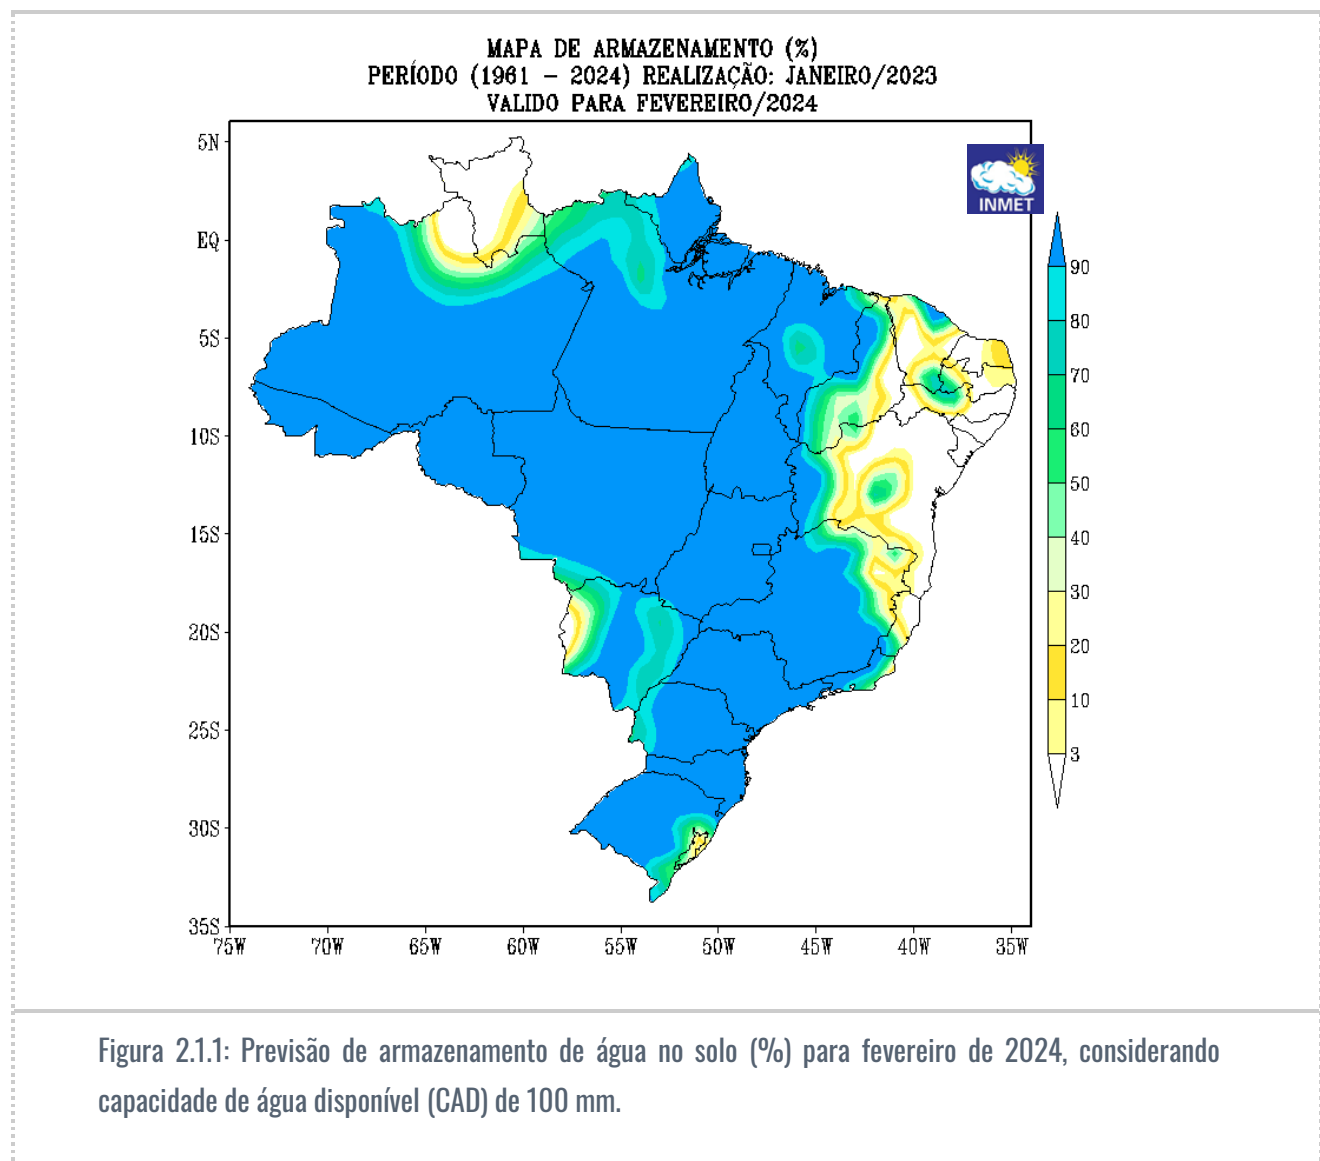 MAPA DE ARMAZENAMENTO (%)
PERÍODO (1961 – 2024) REALIZAÇÃO: JANEIRO/2023
VALIDO PARA FEVEREIRO/2024
INMET
5N
EQ
5S
10S
15S
20S
25S
30S
35S
75W 70W 65W 60W 55W 50W 45W 40W 35W
90
80
70
60
50
40
30
20
10
3
Figura 2.1.1: Previsão de armazenamento de água no solo (%) para fevereiro de 2024, considerando
capacidade de água disponível (CAD) de 100 mm.